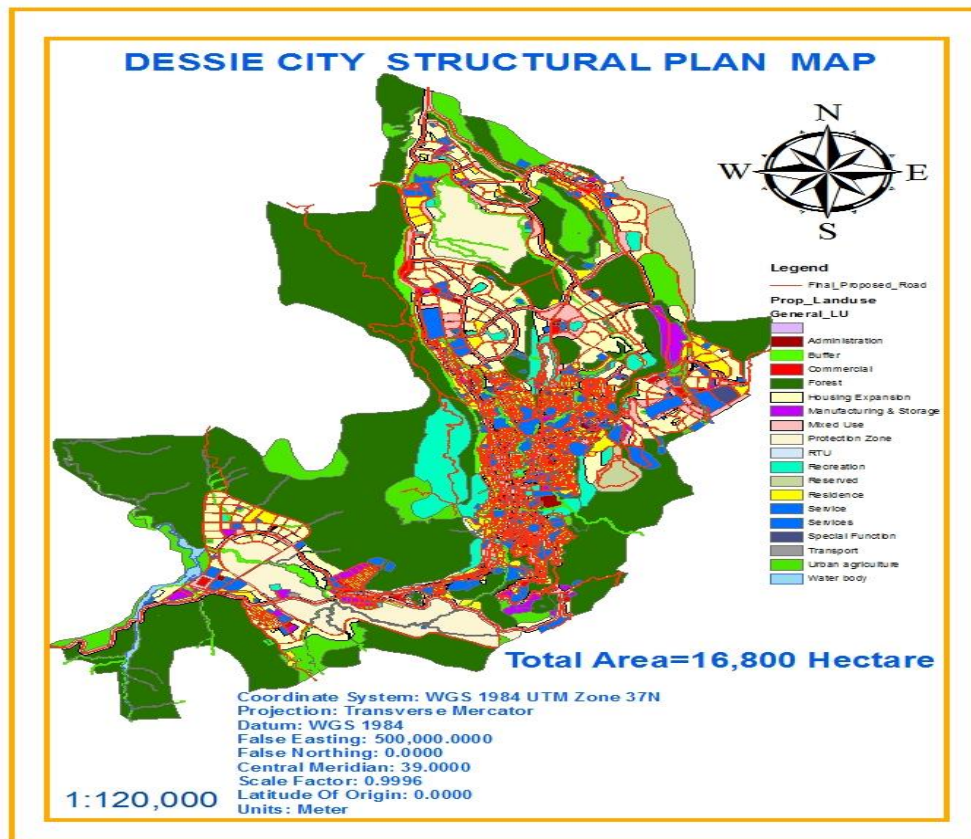 DESSIE CITY STRUCTURAL PLAN MAP
N
W
E
S
Legend
Final_Proposed_Road
Prop_Landuse
General_LU
Administration
Buffer
Commercial
Forest
Housing Expansion
Manufacturing & Storage
Mixed Use
Protection Zone
RTU
Recreation
Reserved
Residence
Service
Services
Special Function
Transport
Urban agriculture
Water body
Total Area=16,800 Hectare
Coordinate System: WGS 1984 UTM Zone 37N
Projection: Transverse Mercator
Datum: WGS 1984
False Easting: 500,000.0000
False Northing: 0.0000
Central Meridian: 39.0000
Scale Factor: 0.9996
Latitude Of Origin: 0.0000
Units: Meter
1:120,000